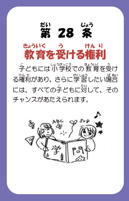 第 28 条
教育を受ける権利
子どもには小学校での教育を受け
る権利があり、さらに学習したい場合
には、すべての子どもに対して、その
チャンスがあたえられます。